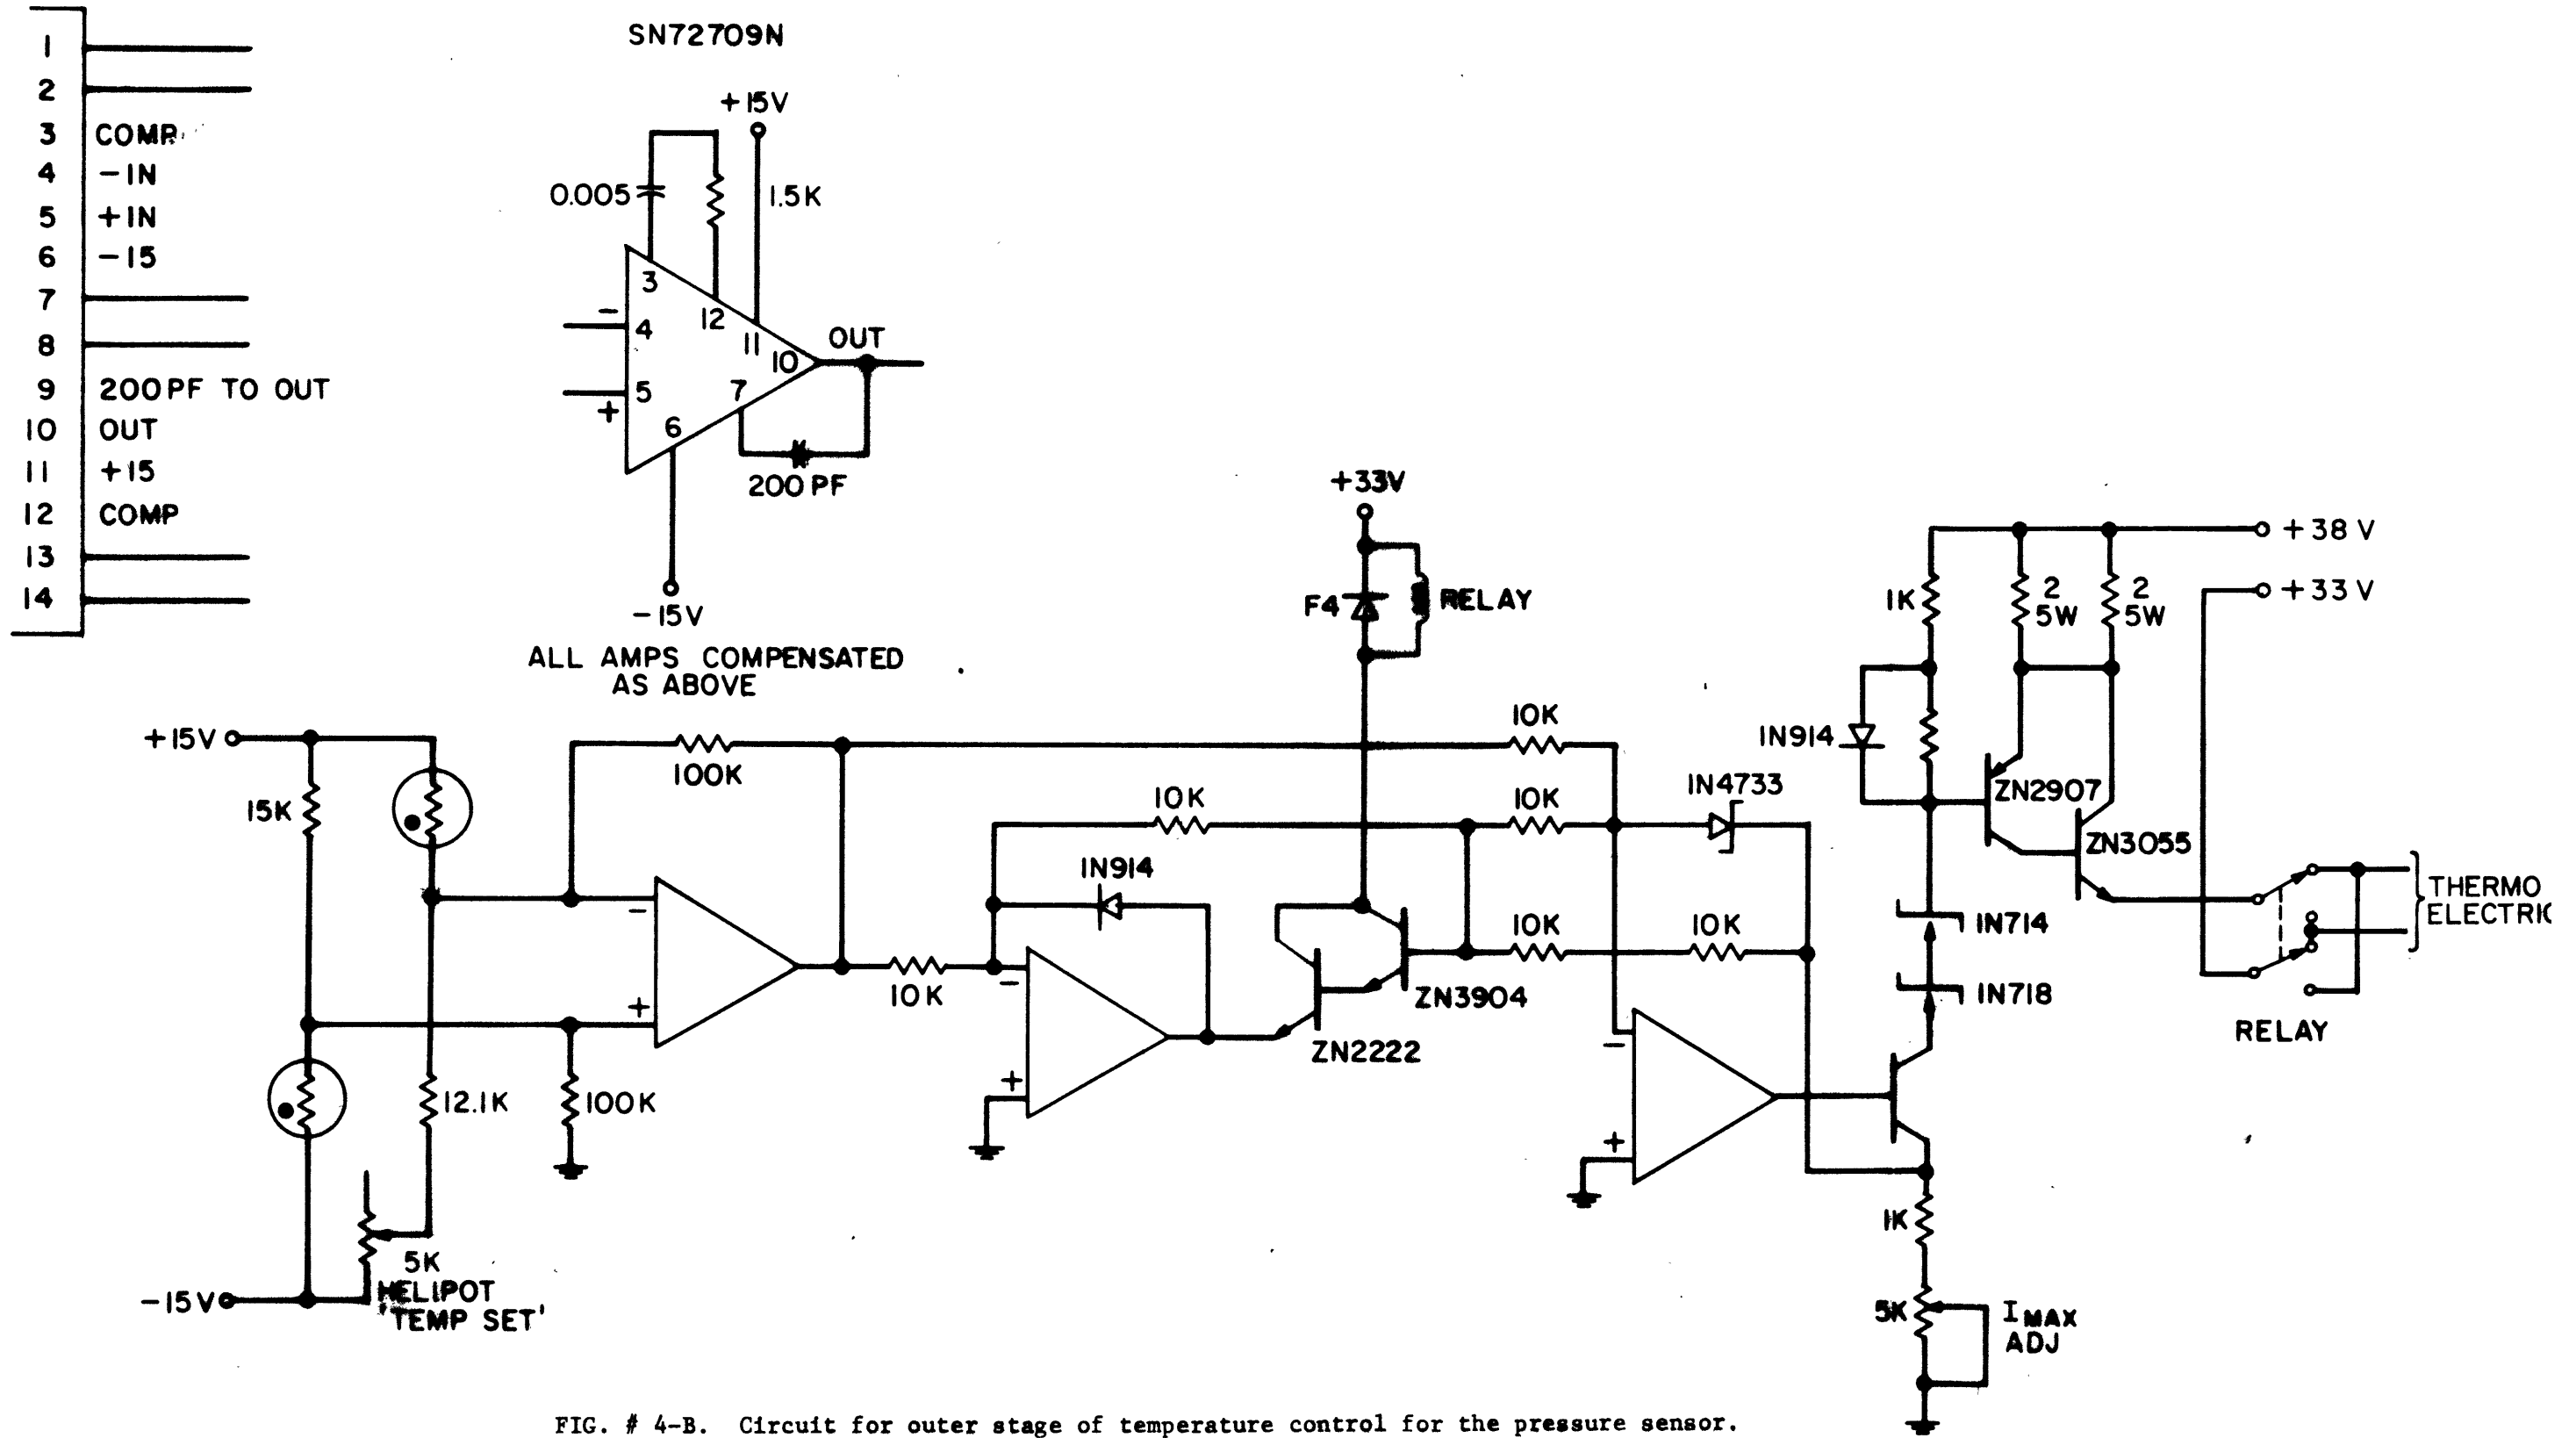 1
2
3 COMP.
4 -IN
5 +IN
6 -15
7
8
9 200PF TO OUT
10 OUT
11 +15
12 COMP
13
14
SN72709N
+15V
0.005
1.5K
3
12
11
10
OUT
-
4
5
+
7
6
200 PF
-15V
ALL AMPS COMPENSATED
AS ABOVE
+33V
F4
RELAY
+38V
+33V
1K
2
5W
2
5W
+15V
15K
100K
10K
10K
10K
IN4733
IN914
ZN2907
ZN3055
IN914
-
+
10K
-
+
10K
10K
ZN3904
ZN2222
IN714
IN718
THERMO
ELECTRIC
RELAY
12.1K
100K
-
+
5K
HELIPOT
'TEMP SET'
-15V
1K
5K
I MAX
ADJ
FIG. # 4-B. Circuit for outer stage of temperature control for the pressure sensor.